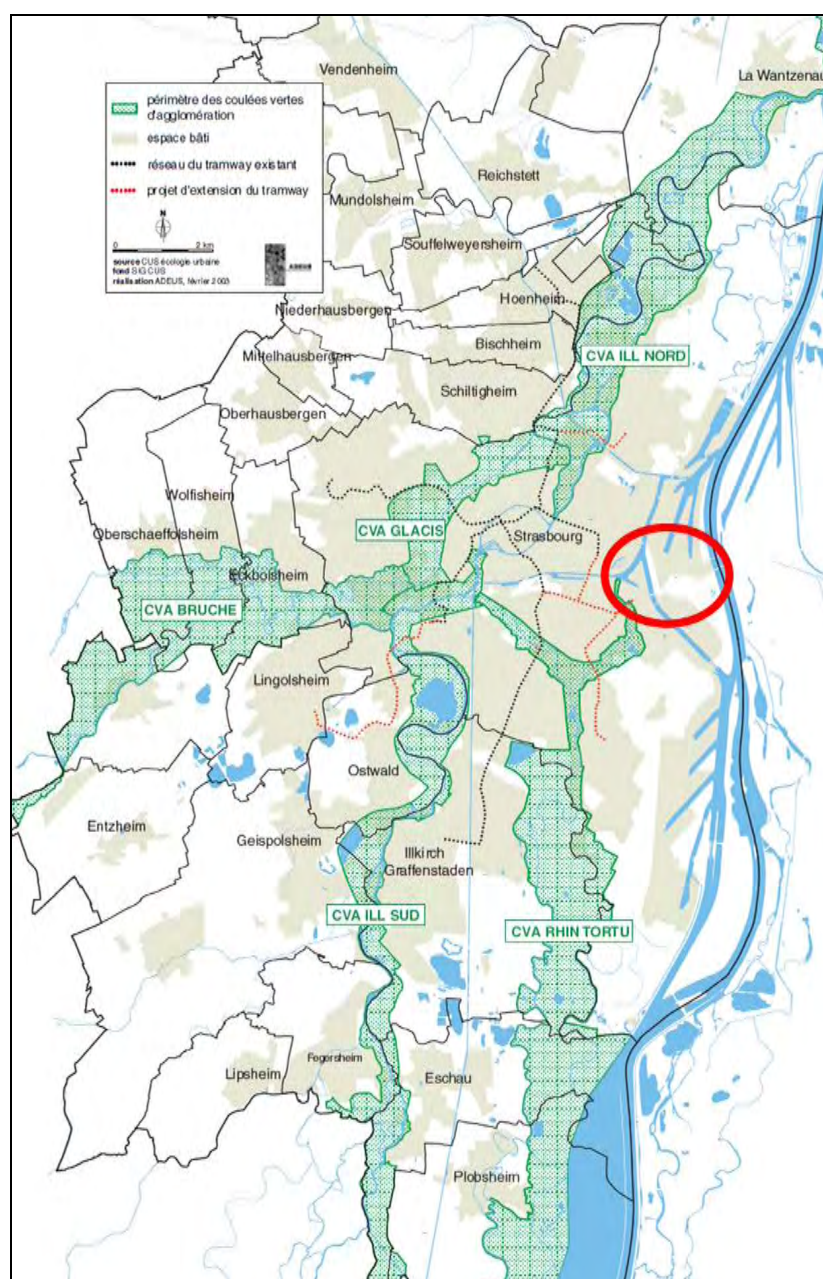 Vendenheim
La Wantzenau
périmètre des coulées vertes
d'agglomération
espace bâti
réseau du tramway existant
projet d'extension du tramway
N
0 2 km
source CUS écologie urbaine
fond SIG CUS
réalisation ADEUS, février 2003
ADEUS
Reichstett
Mundolsheim
Souffelweyersheim
Hoenheim
Niederhausbergen
Bischheim
Mittelhausbergen
CVA ILL NORD
Schiltigheim
Oberhausbergen
Wolfisheim
CVA GLACIS
Strasbourg
Oberschaeffolsheim
Eckbolsheim
CVA BRUCHE
Lingolsheim
Ostwald
Entzheim
Geispolsheim
Illkirch
Graffenstaden
CVA ILL SUD
CVA RHIN TORTU
Fegersheim
Lipsheim
Eschau
Plobsheim